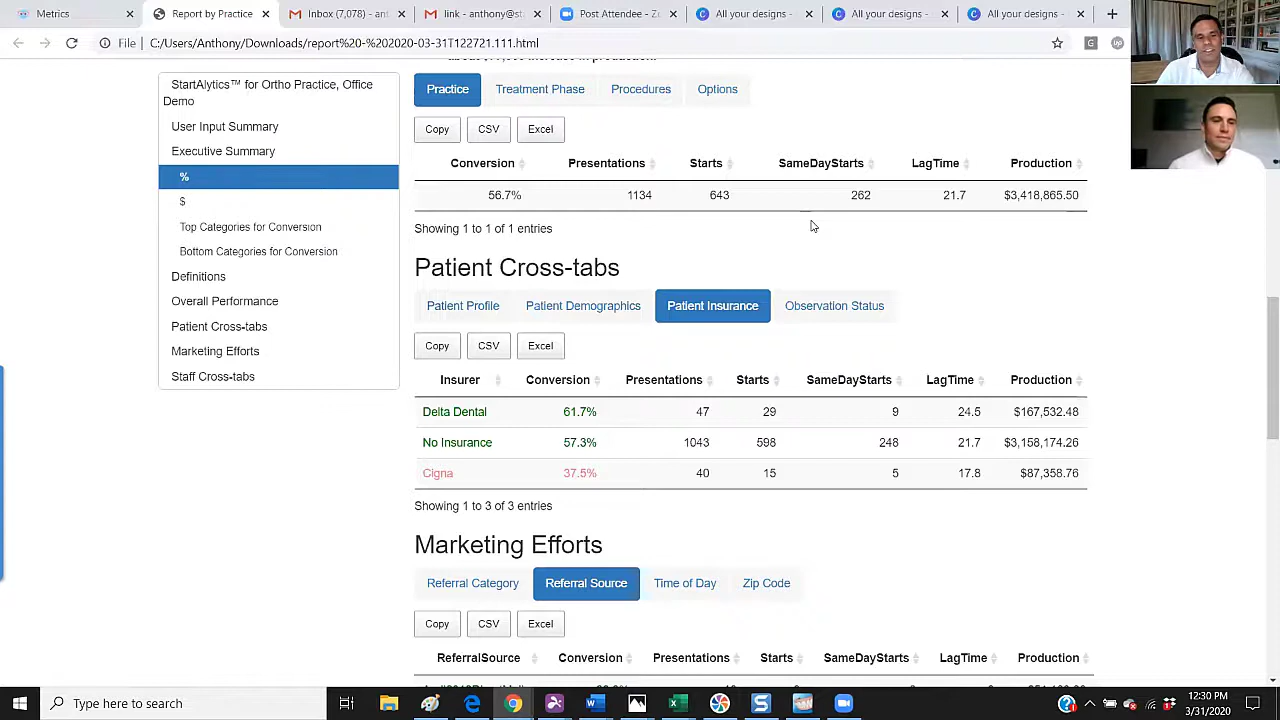 Metrics
Report by Practice
Inbox (7,078) - an
link - anthony@st
Post Attendee - Z
All your designs -
All your designs -
All your designs -
File
C:/Users/Anthony/Downloads/report%20-%202020-03-31T122721.111.html
StartAlytics™ for Ortho Practice, Office
Demo
User Input Summary
Executive Summary
%
$
Top Categories for Conversion
Bottom Categories for Conversion
Definitions
Overall Performance
Patient Cross-tabs
Marketing Efforts
Staff Cross-tabs
Practice Treatment Phase Procedures Options
Copy CSV Excel
Conversion Presentations Starts SameDayStarts LagTime Production
56.7% 1134 643 262 21.7 $3,418,865.50
Showing 1 to 1 of 1 entries
Patient Cross-tabs
Patient Profile Patient Demographics Patient Insurance Observation Status
Copy CSV Excel
Insurer Conversion Presentations Starts SameDayStarts LagTime Production
Delta Dental 61.7% 47 29 9 24.5 $167,532.48
No Insurance 57.3% 1043 598 248 21.7 $3,158,174.26
Cigna 37.5% 40 15 5 17.8 $87,358.76
Showing 1 to 3 of 3 entries
Marketing Efforts
Referral Category Referral Source Time of Day Zip Code
Copy CSV Excel
ReferralSource Conversion Presentations Starts SameDayStarts LagTime Production
Type here to search
12:30 PM
3/31/2020